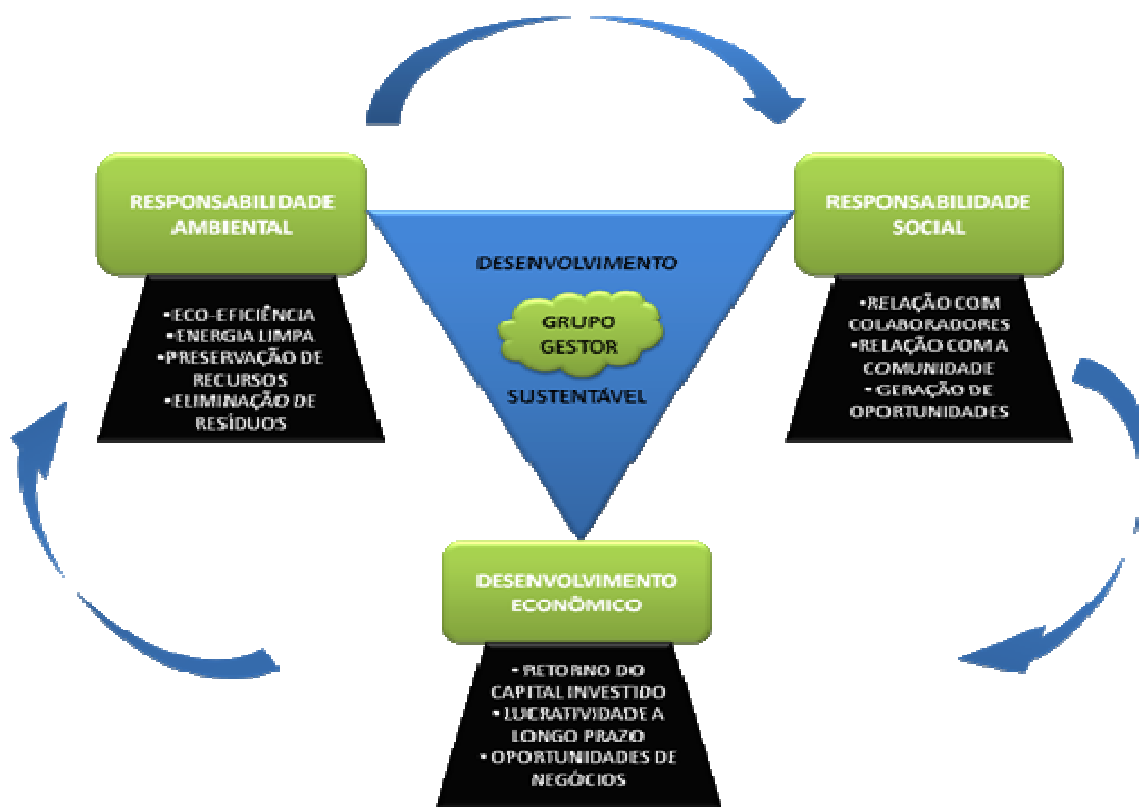 RESPONSABILIDADE
AMBIENTAL
•ECO-EFICIÊNCIA
•ENERGIA LIMPA
•PRESERVAÇÃO DE
RECURSOS
•ELIMINAÇÃO DE
RESÍDUOS
DESENVOLVIMENTO
GRUPO
GESTOR
SUSTENTÁVEL
RESPONSABILIDADE
SOCIAL
•RELAÇÃO COM
COLABORADORES
•RELAÇÃO COM A
COMUNIDADE
• GERAÇÃO DE
OPORTUNIDADES
DESENVOLVIMENTO
ECONÔMICO
• RETORNO DO
CAPITAL INVESTIDO
• LUCRATIVIDADE A
LONGO PRAZO
• OPORTUNIDADES DE
NEGÓCIOS